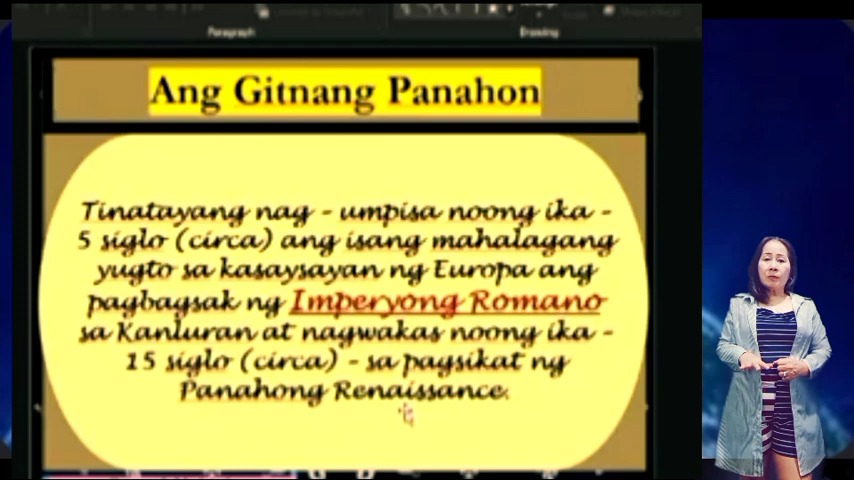 Paragraph
Drawing
Ang Gitnang Panahon
Tinatayang nag - umpisa noong ika -
5 siglo (circa) ang isang mahalagang
yugto sa kasaysayan ng Europa ang
pagbagsak ng Imperyong Romano
sa Kanluran at nagwakas noong ika -
15 siglo (circa) - sa pagsikat ng
Panahong Renaissance.